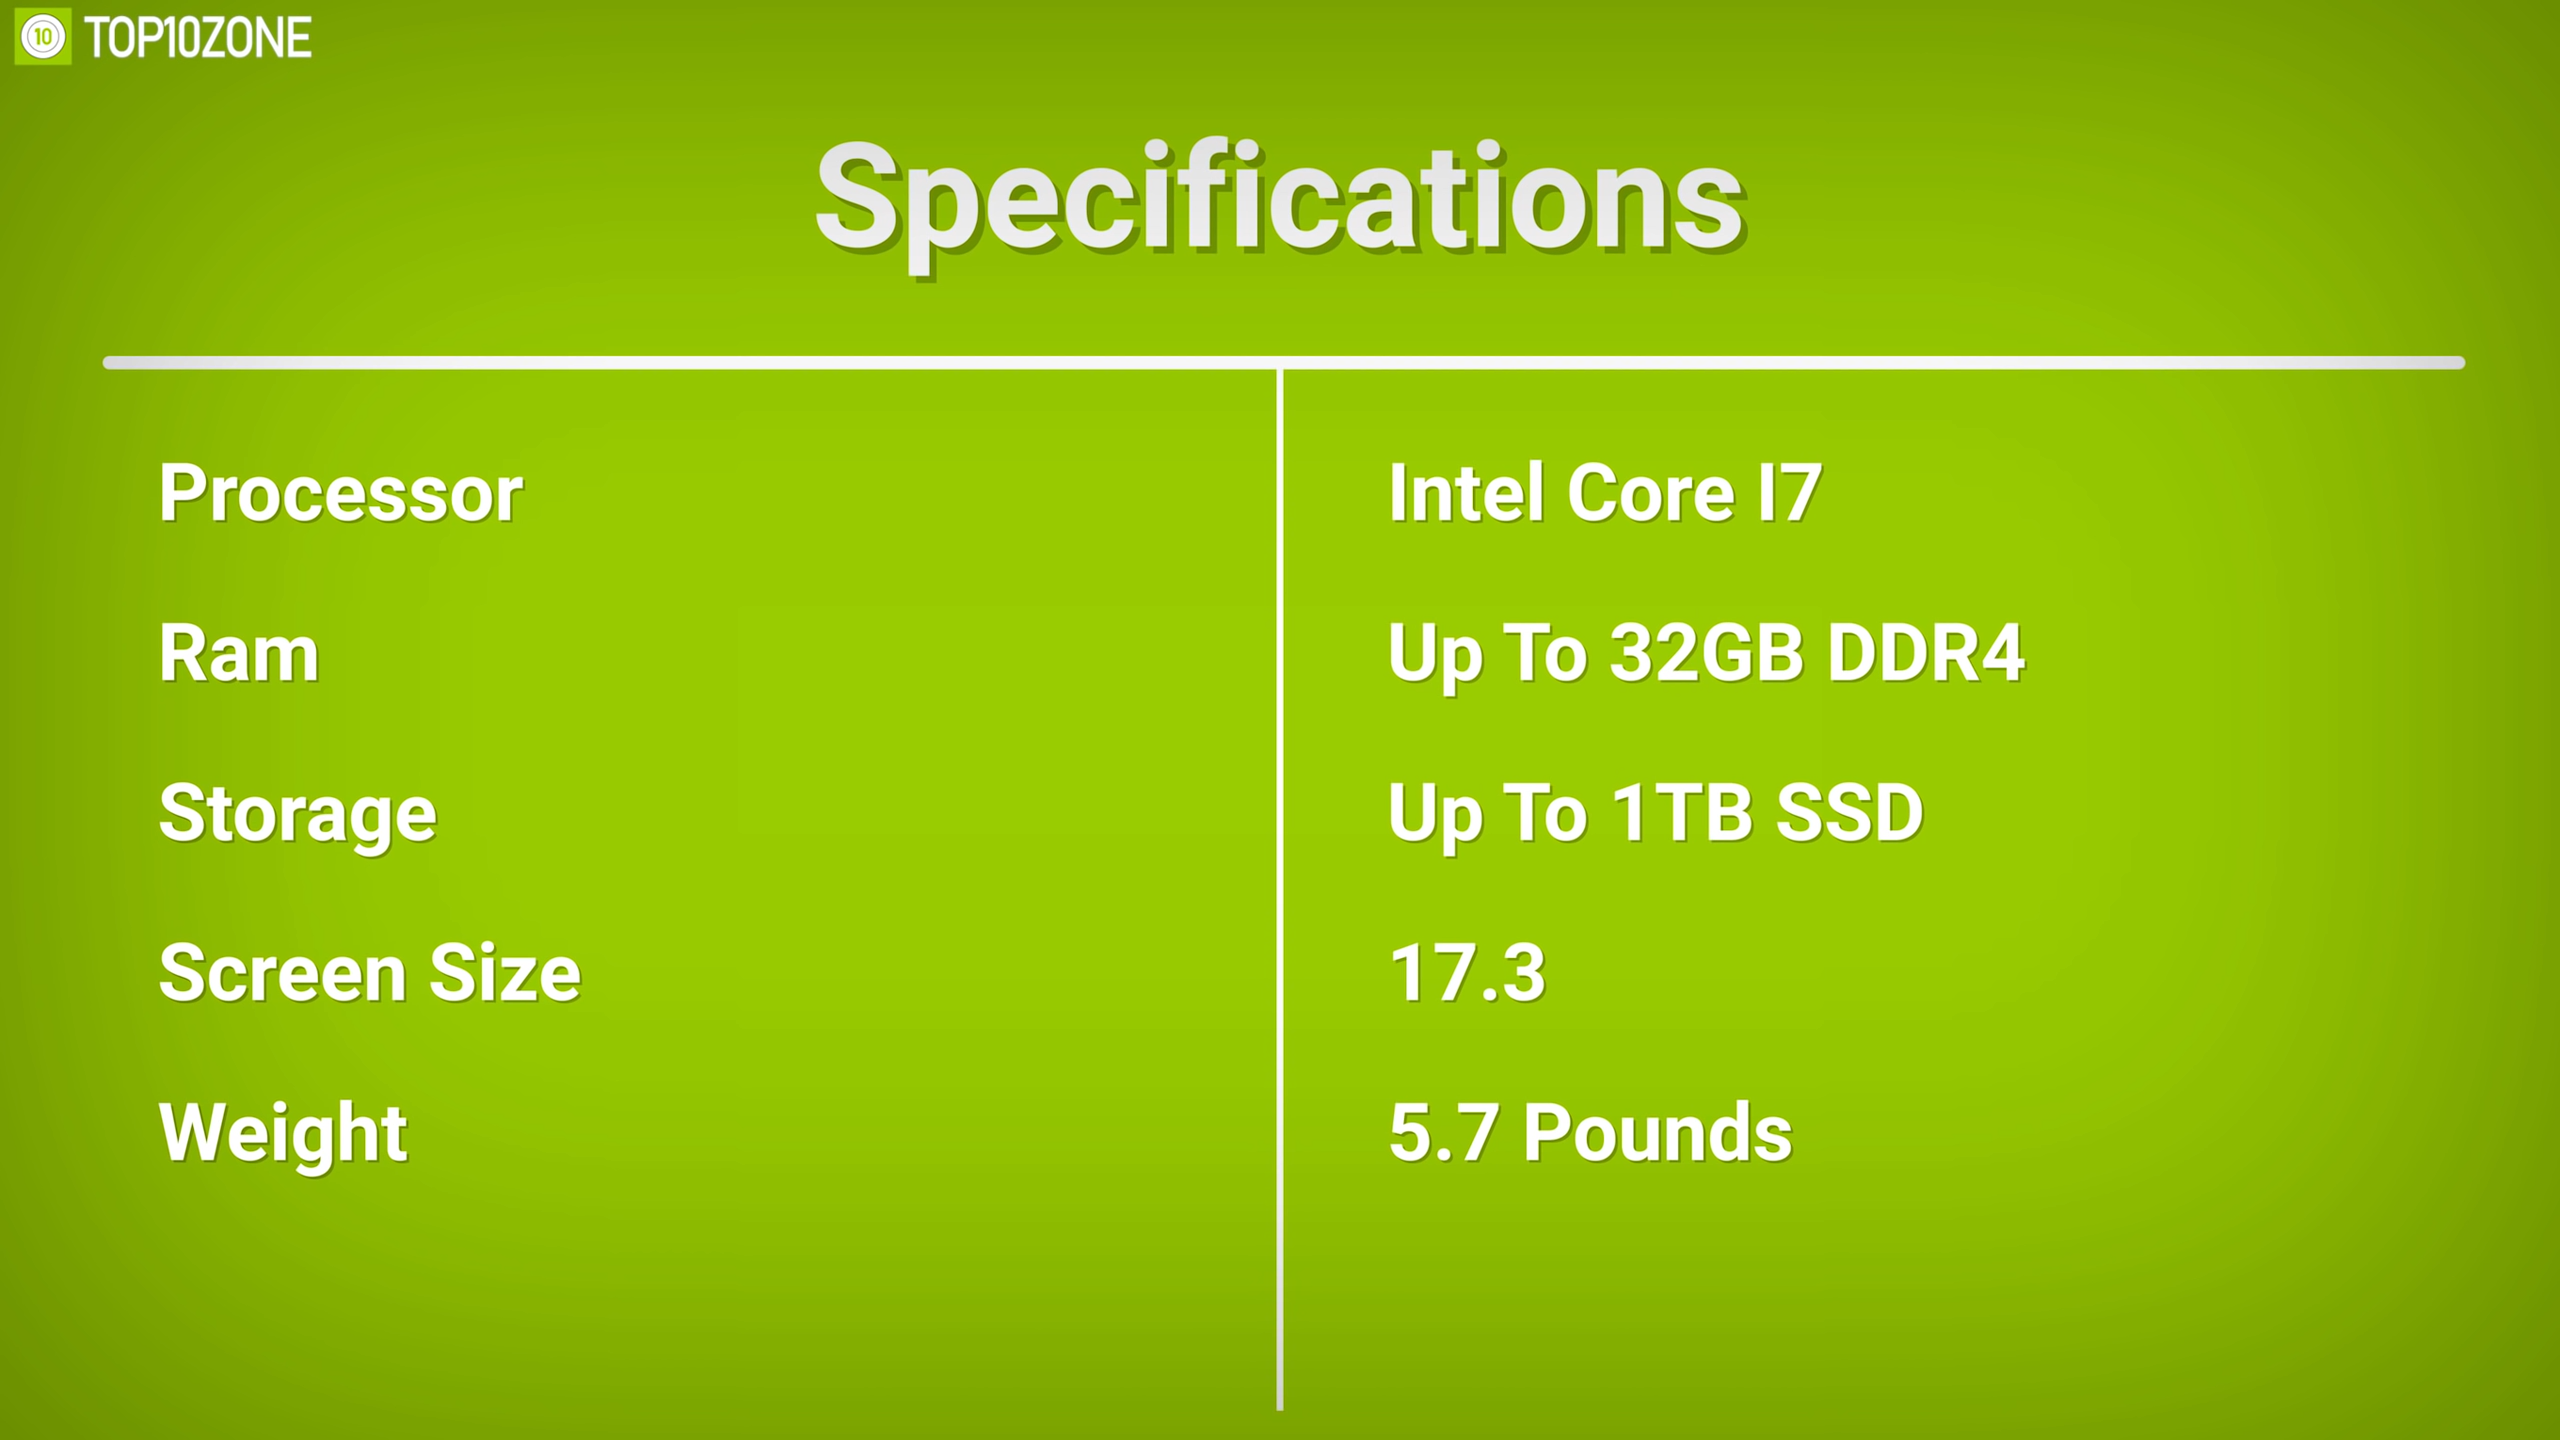 10 TOP10ZONE
Specifications
Processor
Intel Core I7
Ram
Up To 32GB DDR4
Storage
Up To 1TB SSD
Screen Size
17.3
Weight
5.7 Pounds